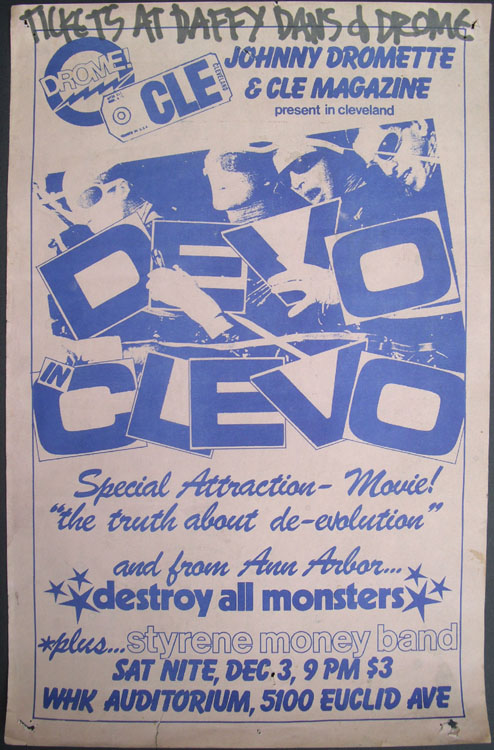 TICKETS AT DAFFY DANS & DROME
DROME!
CLE
CLEVELAND
JOHNNY DROMETTE
& CLE MAGAZINE
present in cleveland
DEVO
IN
CLEVO
Special Attraction- Movie!
"the truth about de-evolution"
and from Ann Arbor...
destroy all monsters
*plus...styrene money band
SAT NITE, DEC. 3, 9 PM $3
WHK AUDITORIUM, 5100 EUCLID AVE